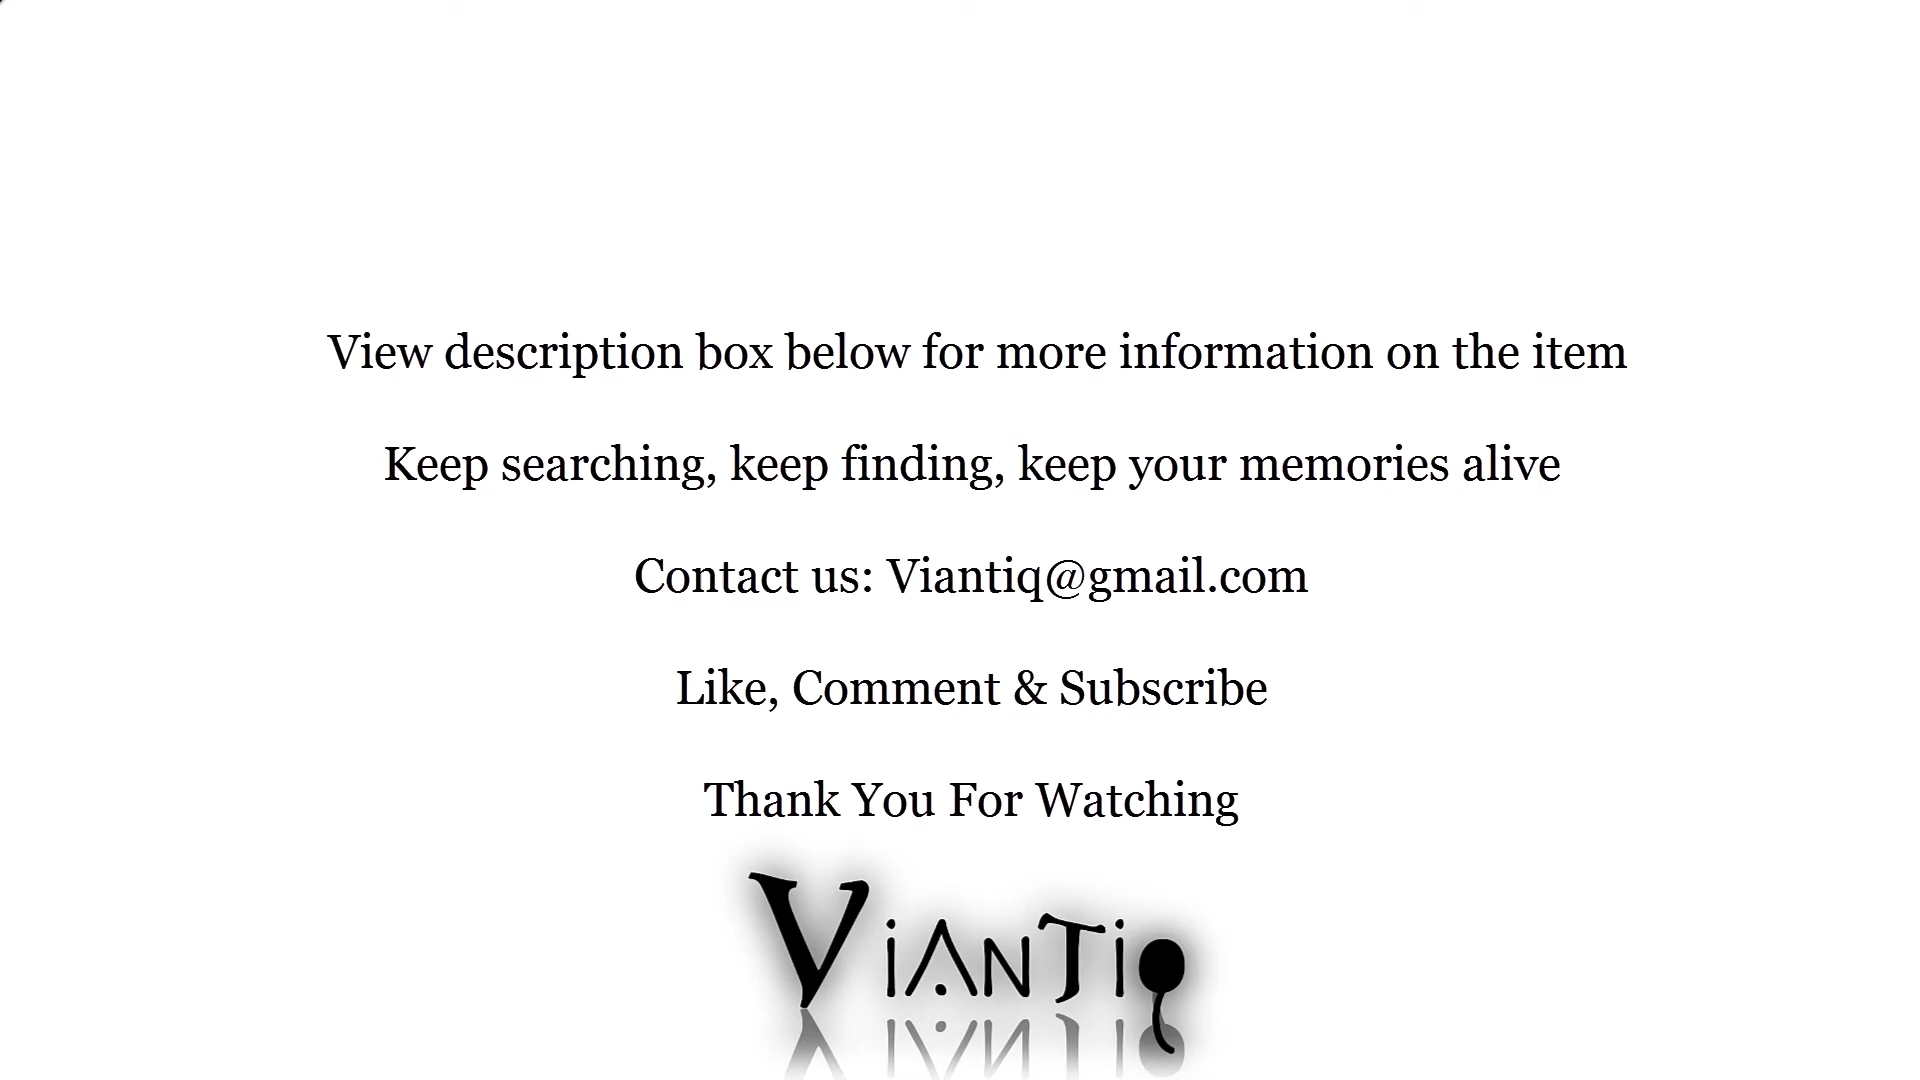 View description box below for more information on the item
Keep searching, keep finding, keep your memories alive
Contact us: Viantiq@gmail.com
Like, Comment & Subscribe
Thank You For Watching
ViANTiQ